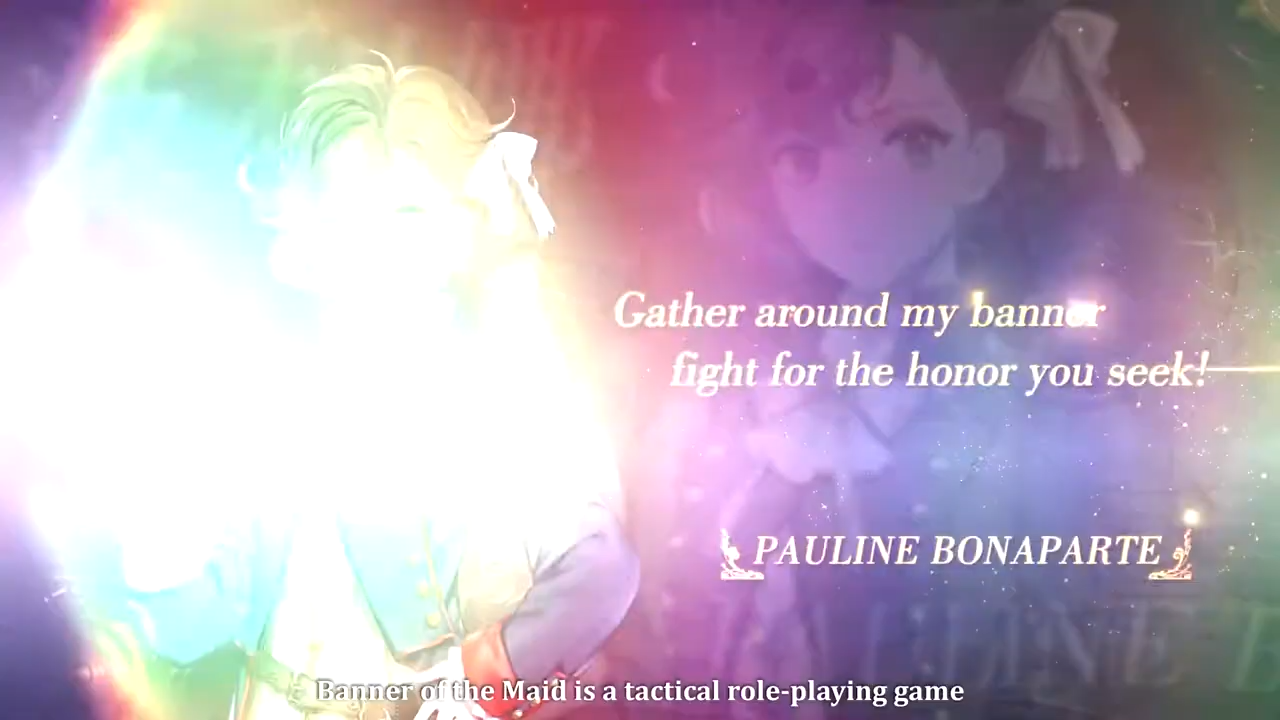 Gather around my banner
fight for the honor you seek!
PAULINE BONAPARTE
Banner of the Maid is a tactical role-playing game